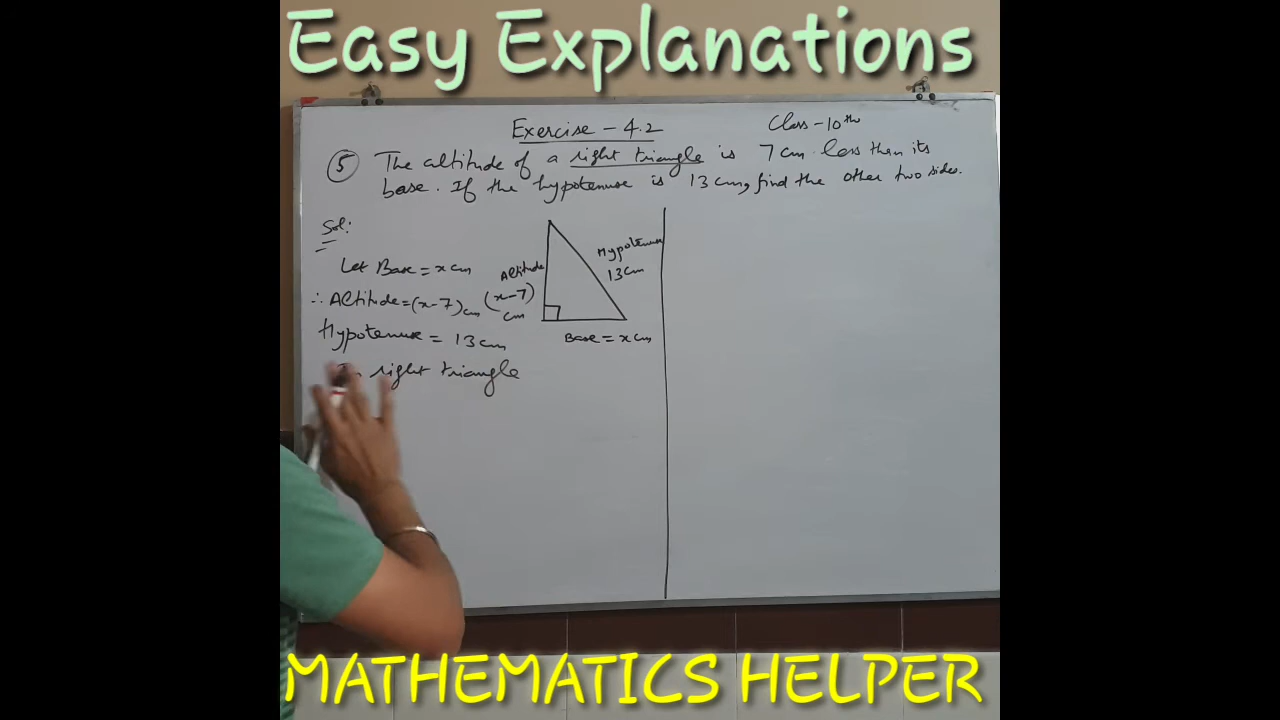 Easy Explanations
Exercise - 4.2
Class - 10th
5 The altitude of a right triangle is 7 cm less then its
base. If the hypotenuse is 13 cm, find the other two sides.
Sol:
Let Base = x cm
∴ Altitude = (x-7) cm
Hypotenuse = 13 cm
In right triangle
Altitude
(x-7)
cm
Hypotenuse
13 cm
Base = x cm
MATHEMATICS HELPER